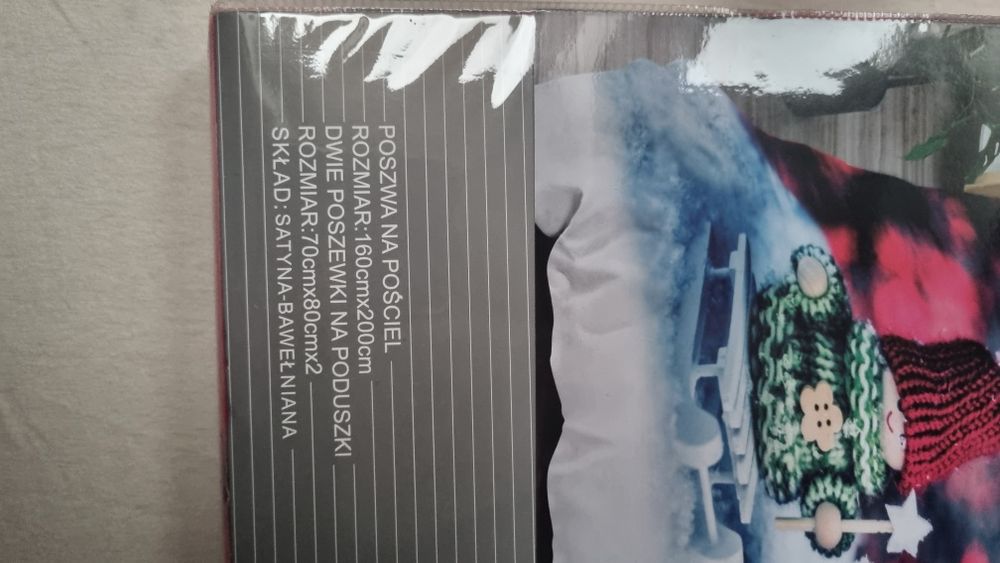 POSZWA NA POŚCIEL
ROZMIAR:160cmx200cm
DWIE POSZEWKI NA PODUSZKI
ROZMIAR:70cmx80cmx2
SKŁAD:SATYNA-BAWEŁNIANA